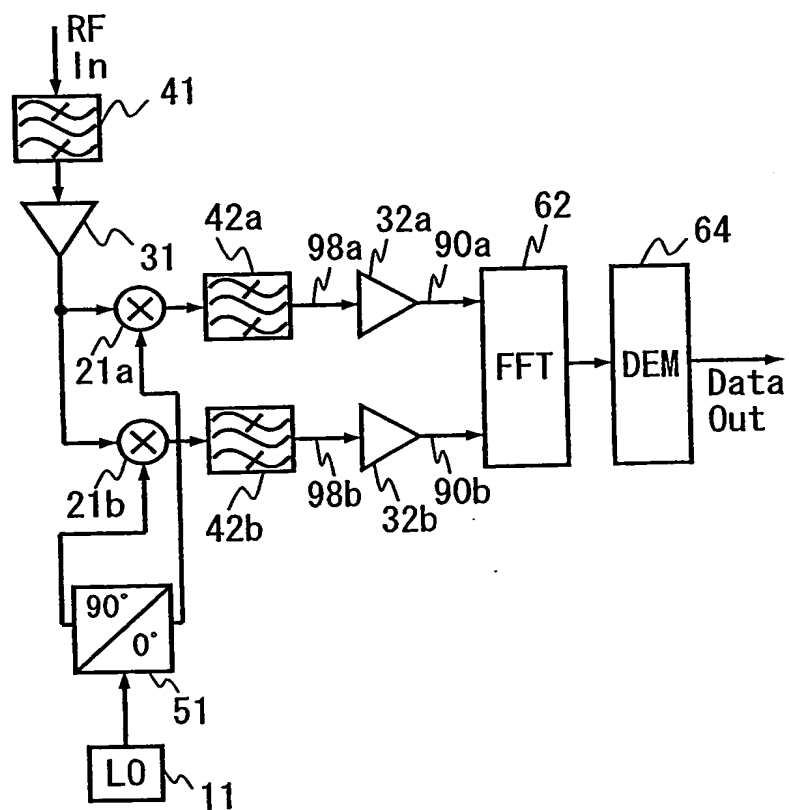 RF
In
41
31
42a
98a
32a
90a
62
64
21a
FFT
DEM
Data
Out
21b
42b
98b
32b
90b
90°
0°
51
LO
11